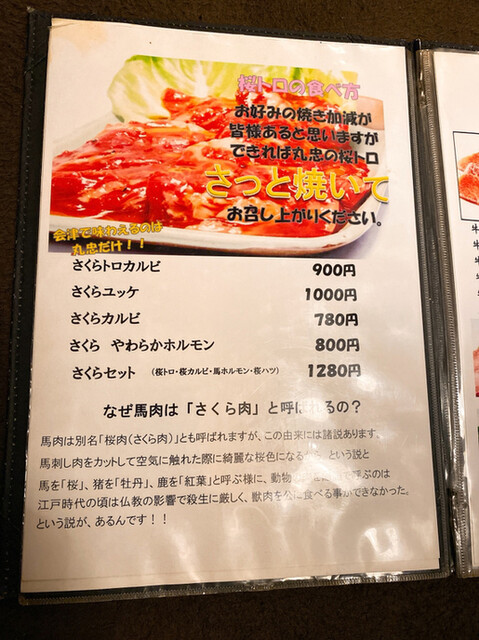 桜トロの食べ方
お好みの焼き加減が
皆様あると思いますが
できれば丸忠の桜トロ
さっと焼いて
お召し上がりください。
会津で味わえるのは
丸忠だけ！！
さくらトロカルビ 900円
さくらユッケ 1000円
さくらカルビ 780円
さくら やわらかホルモン 800円
さくらセット （桜トロ・桜カルビ・馬ホルモン・桜ハツ） 1280円
なぜ馬肉は「さくら肉」と呼ばれるの？
馬肉は別名「桜肉（さくら肉）」とも呼ばれますが、この由来には諸説あります。
馬刺し肉をカットして空気に触れた際に綺麗な桜色になる という説と
馬を「桜」、猪を「牡丹」、鹿を「紅葉」と呼ぶ様に、動物 で呼ぶのは
江戸時代の頃は仏教の影響で殺生に厳しく、獣肉を公に食べる事ができなかった。
という説が、あるんです！！